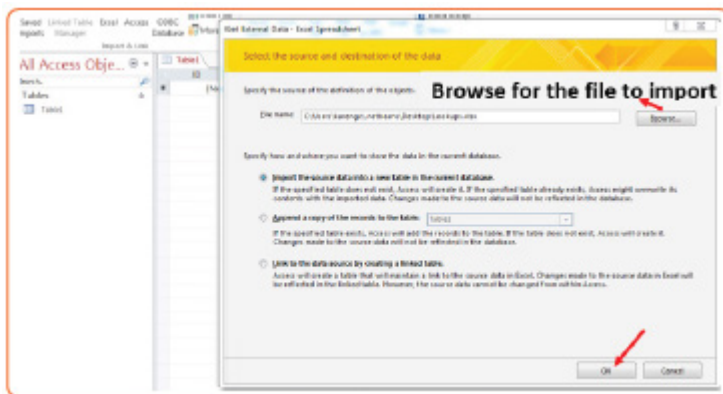 Saved Linked Table Excel Access ODBC
Imports Manager Database
Import & Link
All Access Obje...
Tables
Table1
Table1
ID
Get External Data - Excel Spreadsheet
Select the source and destination of the data
Specify the source of the definition of the objects.
Browse for the file to import
File name:
Browse...
Specify how and where you want to store the data in the current database.
Import the source data into a new table in the current database.
If the specified table does not exist, Access will create it. If the specified table already exists, Access might overwrite its
contents with the imported data. Changes made to the source data will not be reflected in the database.
Append a copy of the records to the table: Table1
If the specified table exists, Access will add the records to the table. If the table does not exist, Access will create it.
Changes made to the source data will not be reflected in the database.
Link to the data source by creating a linked table.
Access will create a table that will maintain a link to the source data in Excel. Changes made to the source data in Excel will
be reflected in the linked table. However, the source data cannot be changed from within Access.
OK Cancel